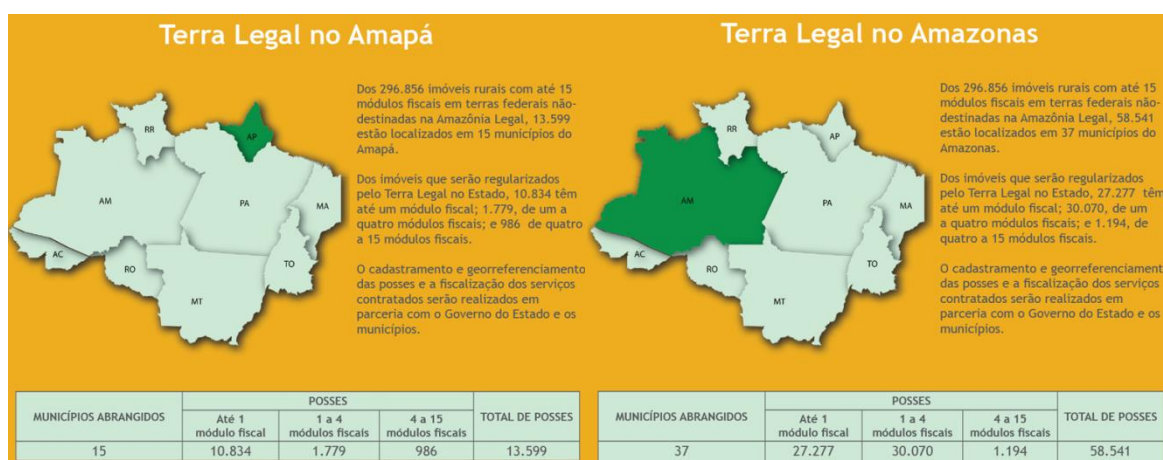 Terra Legal no Amapá
Dos 296.856 imóveis rurais com até 15
módulos fiscais em terras federais não-
destinadas na Amazônia Legal, 13.599
estão localizados em 15 municípios do
Amapá.
Dos imóveis que serão regularizados
pelo Terra Legal no Estado, 10.834 têm
até um módulo fiscal; 1.779, de um a
quatro módulos fiscais; e 986 de quatro
a 15 módulos fiscais.
O cadastramento e georreferenciamento
das posses e a fiscalização dos serviços
contratados serão realizados em
parceria com o Governo do Estado e os
municípios.
RR
AP
AM
PA
MA
AC
RO
TO
MT
MUNICÍPIOS ABRANGIDOS
POSSES
TOTAL DE POSSES
Até 1
módulo fiscal
1 a 4
módulos fiscais
4 a 15
módulos fiscais
15
10.834
1.779
986
13.599
Terra Legal no Amazonas
Dos 296.856 imóveis rurais com até 15
módulos fiscais em terras federais não-
destinadas na Amazônia Legal, 58.541
estão localizados em 37 municípios do
Amazonas.
Dos imóveis que serão regularizados
pelo Terra Legal no Estado, 27.277 têm
até um módulo fiscal; 30.070, de um
a quatro módulos fiscais; e 1.194, de
quatro a 15 módulos fiscais.
O cadastramento e georreferenciament
das posses e a fiscalização dos serviços
contratados serão realizados em
parceria com o Governo do Estado e os
municípios.
RR
AP
AM
PA
MA
AC
RO
TO
MT
MUNICÍPIOS ABRANGIDOS
POSSES
TOTAL DE POSSES
Até 1
módulo fiscal
1 a 4
módulos fiscais
4 a 15
módulos fiscais
37
27.277
30.070
1.194
58.541